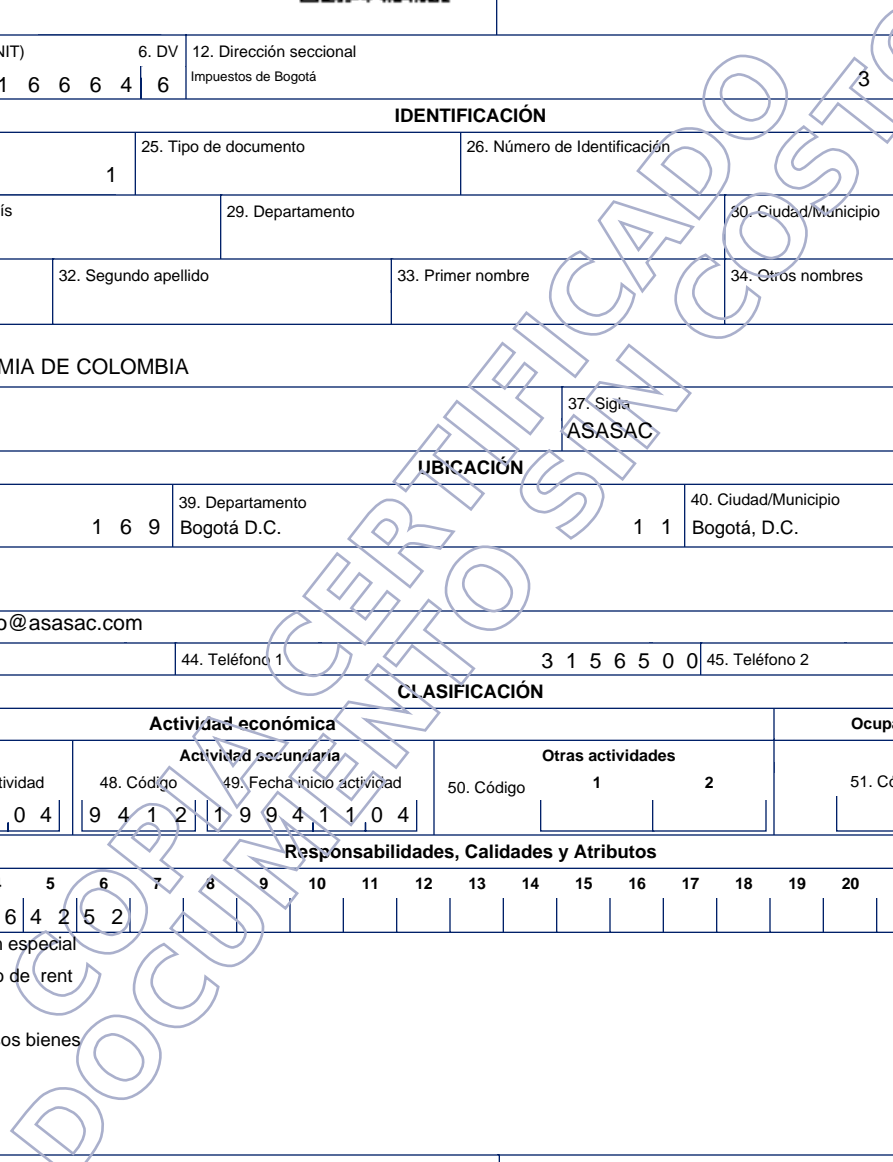 NIT) 6. DV 12. Dirección seccional
1 6 6 6 4 6 Impuestos de Bogotá 3
IDENTIFICACIÓN
25. Tipo de documento 26. Número de Identificación
1
ís 29. Departamento 30. Ciudad/Municipio
32. Segundo apellido 33. Primer nombre 34. Otros nombres
MIA DE COLOMBIA
37. Sigla
ASASAC
UBICACIÓN
39. Departamento 40. Ciudad/Municipio
1 6 9 Bogotá D.C. 1 1 Bogotá, D.C.
o@asasac.com
44. Teléfono 1 3 1 5 6 5 0 0 45. Teléfono 2
CLASIFICACIÓN
Actividad económica Ocupa
Actividad secundaria Otras actividades
tividad 48. Código 49. Fecha inicio actividad 50. Código 1 2 51. Có
0 4 9 4 1 2 1 9 9 4 1 1 0 4
Responsabilidades, Calidades y Atributos
5 6 7 8 9 10 11 12 13 14 15 16 17 18 19 20
6 4 2 5 2
n especial
o de rent
os bienes
COPIA CERTIFICADO
DOCUMENTO SIN COSTO